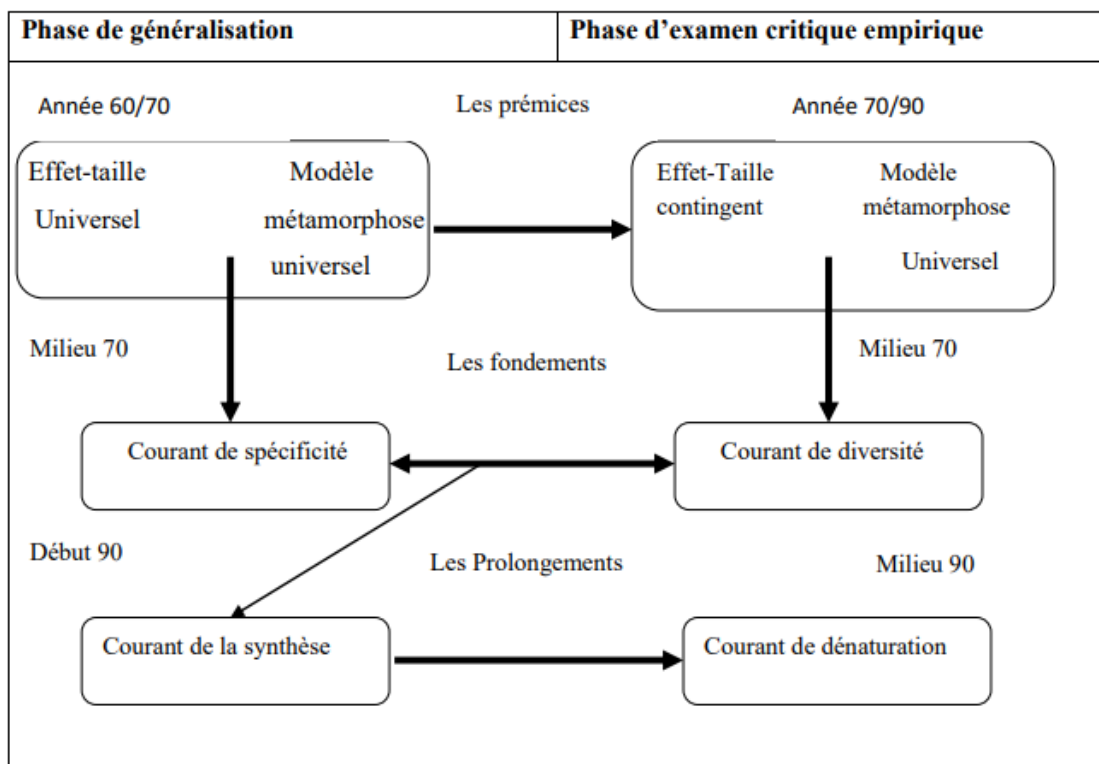 Phase de généralisation
Phase d’examen critique empirique
Année 60/70
Les prémices
Année 70/90
Effet-taille
Universel
Modèle
métamorphose
universel
Effet-Taille
contingent
Modèle
métamorphose
Universel
Milieu 70
Les fondements
Milieu 70
Courant de spécificité
Courant de diversité
Début 90
Les Prolongements
Milieu 90
Courant de la synthèse
Courant de dénaturation